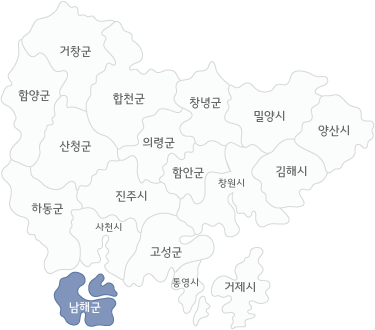 거창군
함양군
합천군
창녕군
밀양시
양산시
산청군
의령군
함안군
창원시
김해시
하동군
진주시
사천시
고성군
통영시
거제시
남해군